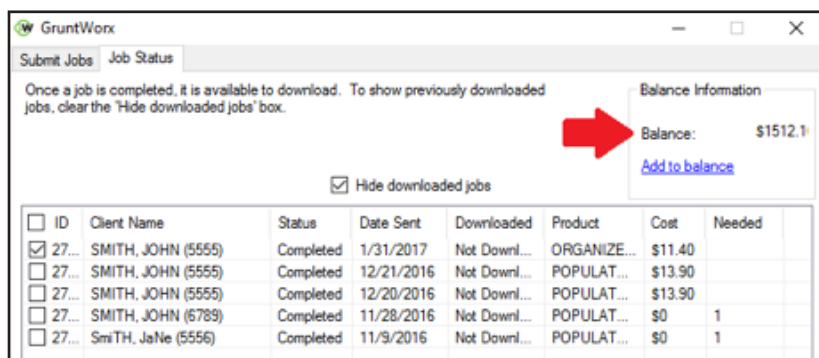 GruntWorx
Submit Jobs Job Status
Once a job is completed, it is available to download. To show previously downloaded
jobs, clear the 'Hide downloaded jobs' box.
Balance Information
Balance: $1512.1
Add to balance
Hide downloaded jobs
ID Client Name Status Date Sent Downloaded Product Cost Needed
27... SMITH, JOHN (5555) Completed 1/31/2017 Not Downl... ORGANIZE... $11.40
27... SMITH, JOHN (5555) Completed 12/21/2016 Not Downl... POPULAT... $13.90
27... SMITH, JOHN (5555) Completed 12/20/2016 Not Downl... POPULAT... $13.90
27... SMITH, JOHN (6789) Completed 11/28/2016 Not Downl... POPULAT... $0 1
27... SmiTH, JaNe (5556) Completed 11/9/2016 Not Downl... POPULAT... $0 1